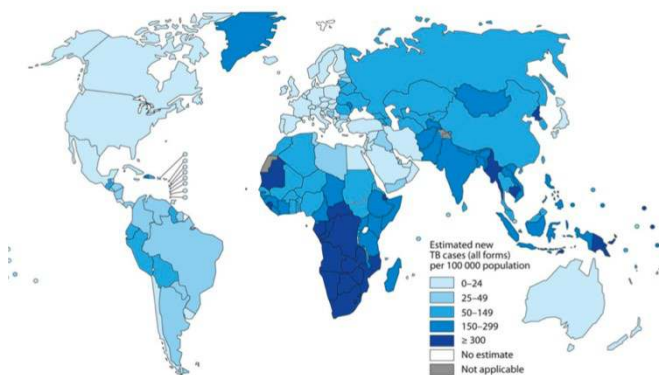 Estimated new
TB cases (all forms)
per 100 000 population
0–24
25–49
50–149
150–299
≥ 300
No estimate
Not applicable